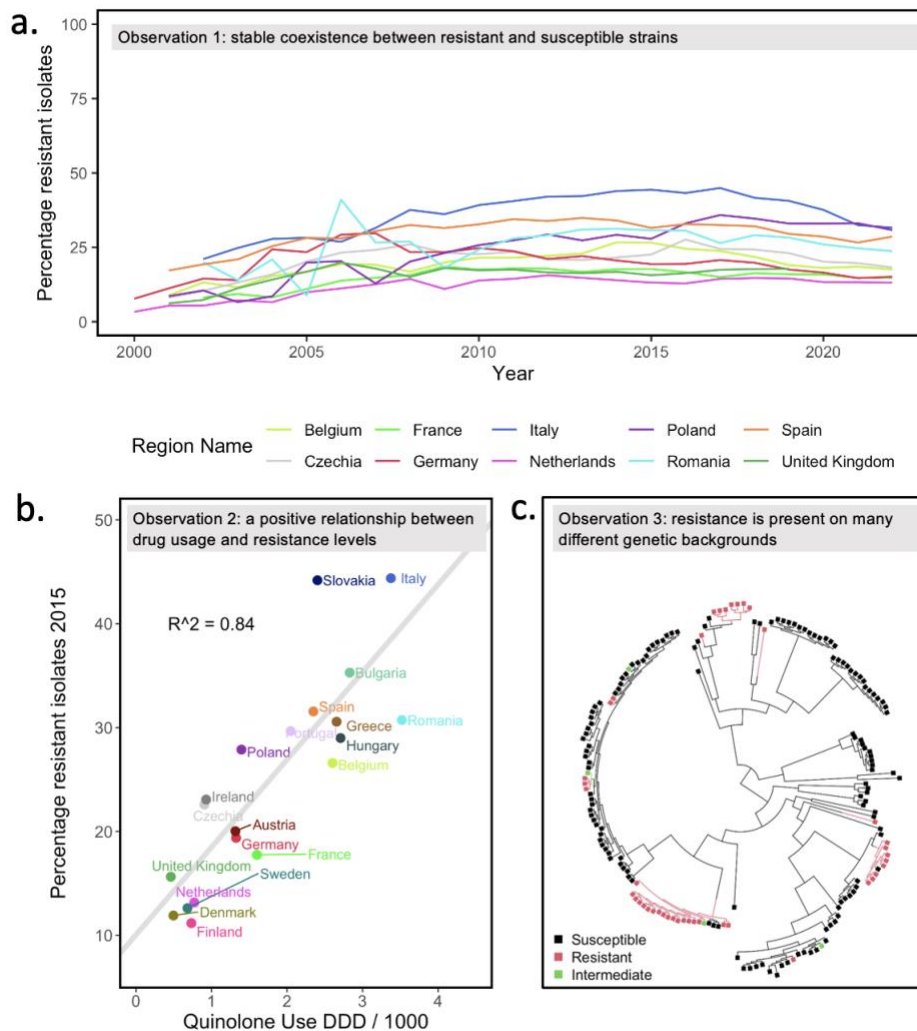 a.
Observation 1: stable coexistence between resistant and susceptible strains
Percentage resistant isolates
100
75
50
25
0
2000
2005
2010
2015
2020
Year
Region Name
Belgium
France
Italy
Poland
Spain
Czechia
Germany
Netherlands
Romania
United Kingdom
b.
Observation 2: a positive relationship between
drug usage and resistance levels
Percentage resistant isolates 2015
50
40
30
20
10
R^2 = 0.84
Slovakia
Italy
Bulgaria
Spain
Portugal
Greece
Romania
Hungary
Poland
Belgium
Ireland
Czechia
Austria
Germany
France
United Kingdom
Sweden
Netherlands
Denmark
Finland
0
1
2
3
4
Quinolone Use DDD / 1000
c.
Observation 3: resistance is present on many
different genetic backgrounds
Susceptible
Resistant
Intermediate